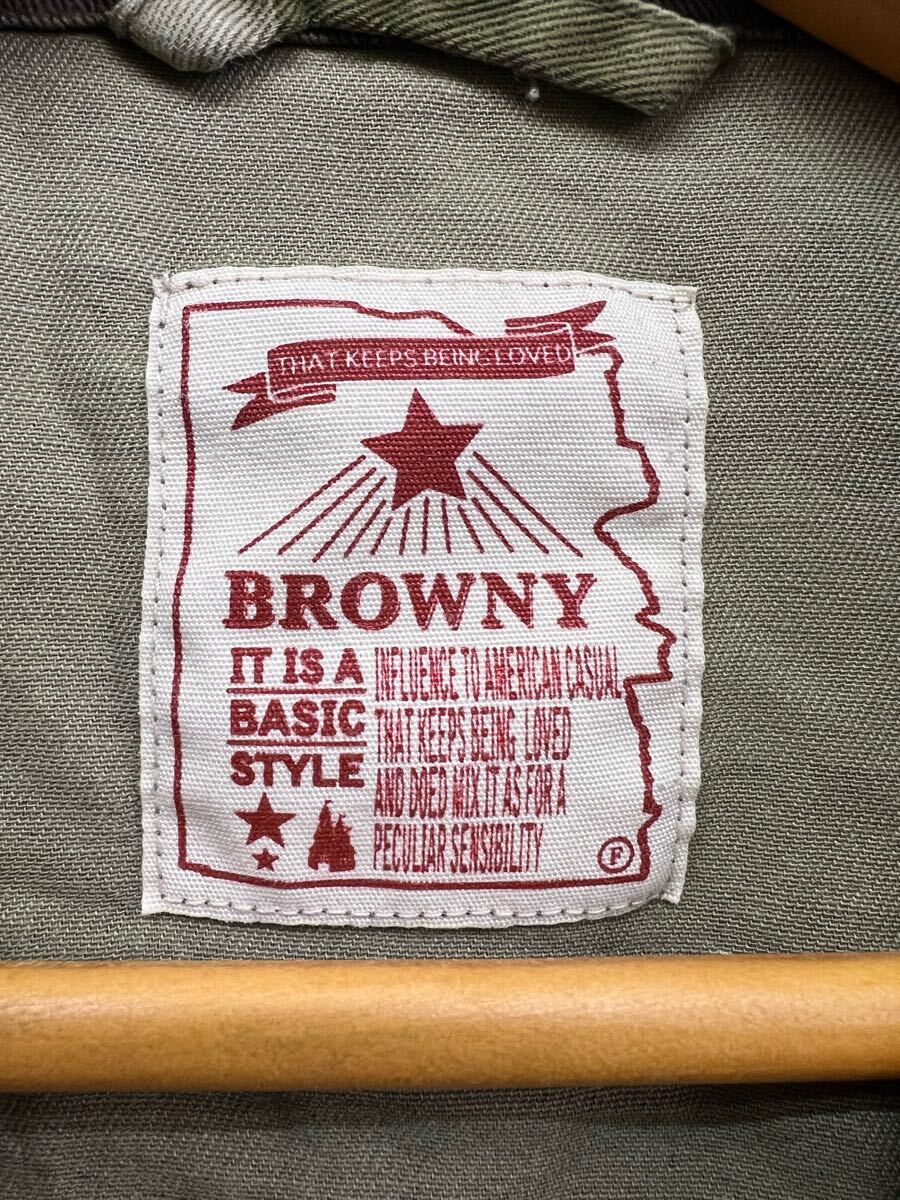 THAT KEEPS BEING LOVED
BROWNY
IT IS A
BASIC
STYLE
INFLUENCE TO AMERICAN CASUAL
THAT KEEPS BEING LOVED
AND DOED MIX IT AS FOR A
PECULIAR SENSIBILITY
F